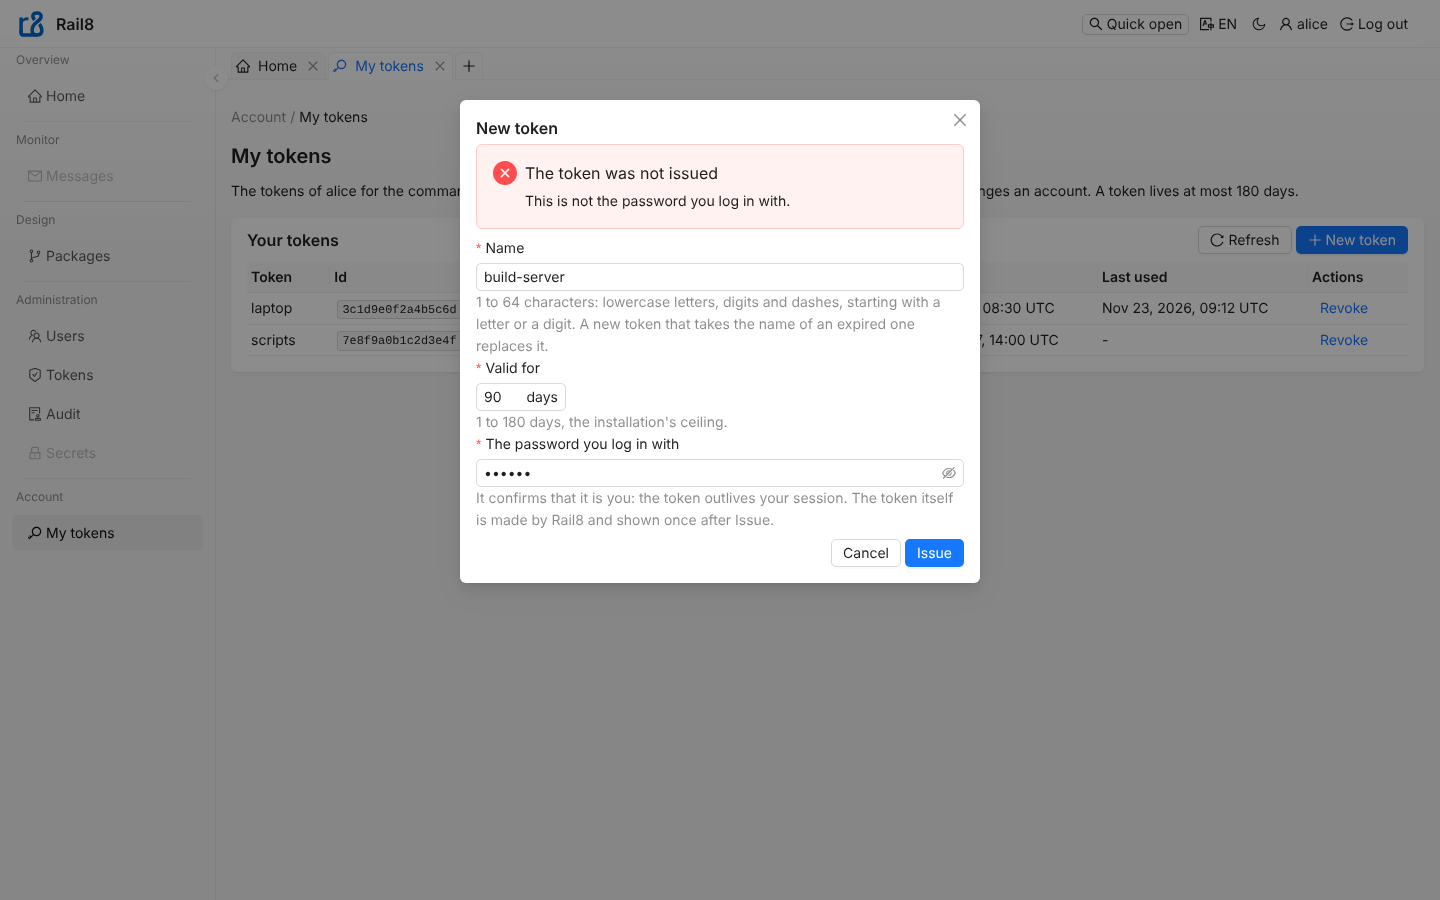 Rail8
Quick open
EN
alice
Log out
Overview
Home
Monitor
Messages
Design
Packages
Administration
Users
Tokens
Audit
Secrets
Account
My tokens
Home
My tokens
Account / My tokens
My tokens
The tokens of alice for the comman
nges an account. A token lives at most 180 days.
Your tokens
Refresh
New token
Token Id Last used Actions
laptop 3c1d9e0f2a4b5c6d 08:30 UTC Nov 23, 2026, 09:12 UTC Revoke
scripts 7e8f9a0b1c2d3e4f 7, 14:00 UTC - Revoke
New token
The token was not issued
This is not the password you log in with.
* Name
build-server
1 to 64 characters: lowercase letters, digits and dashes, starting with a
letter or a digit. A new token that takes the name of an expired one
replaces it.
* Valid for
90 days
1 to 180 days, the installation's ceiling.
* The password you log in with
••••••
It confirms that it is you: the token outlives your session. The token itself
is made by Rail8 and shown once after Issue.
Cancel
Issue